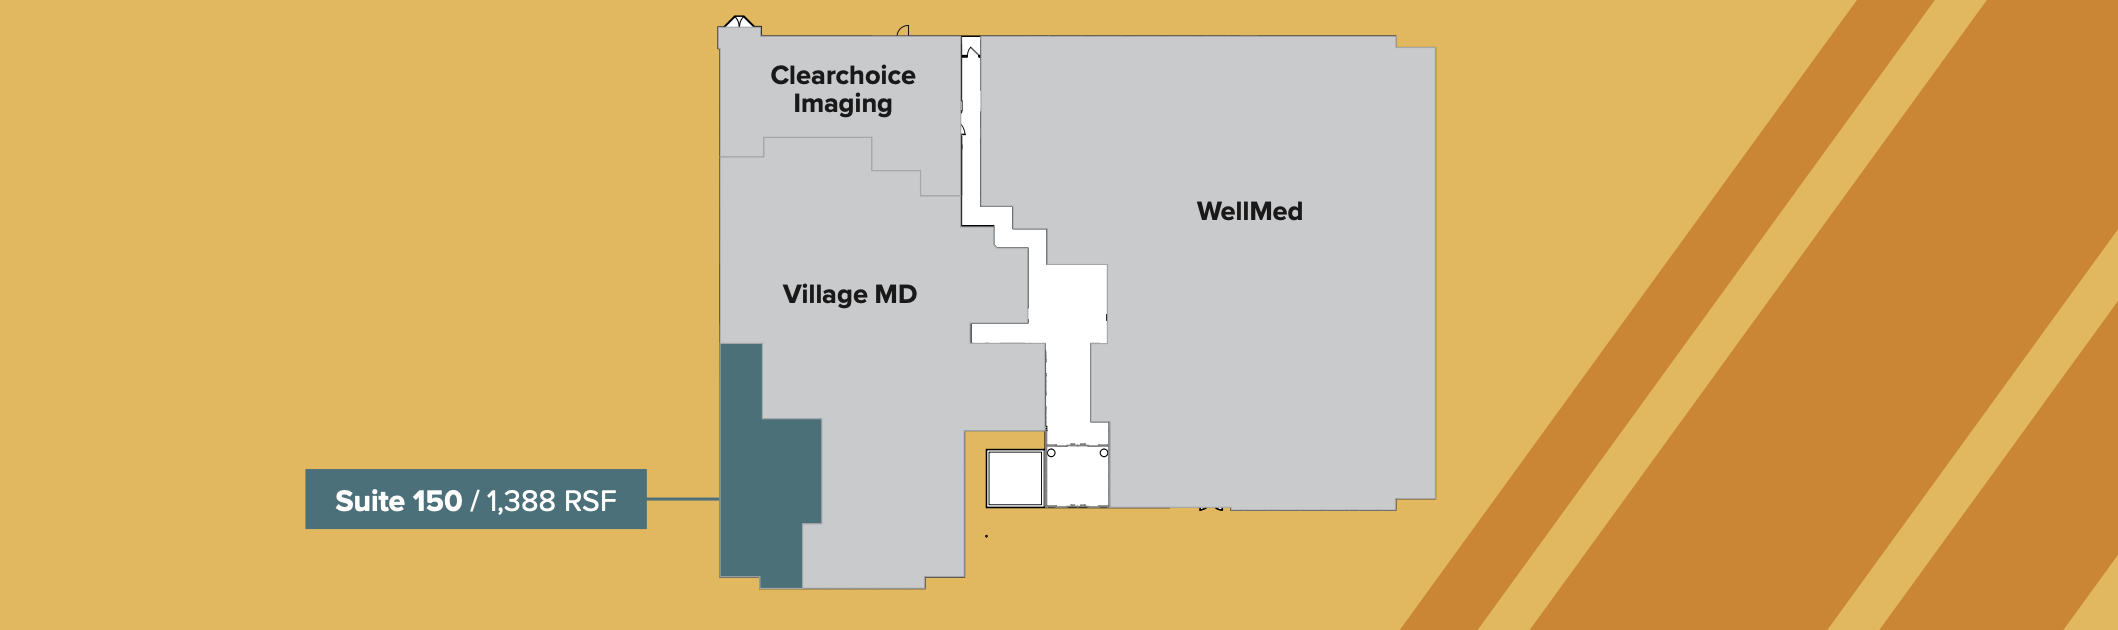 Clearchoice
Imaging
WellMed
Village MD
Suite 150 / 1,388 RSF